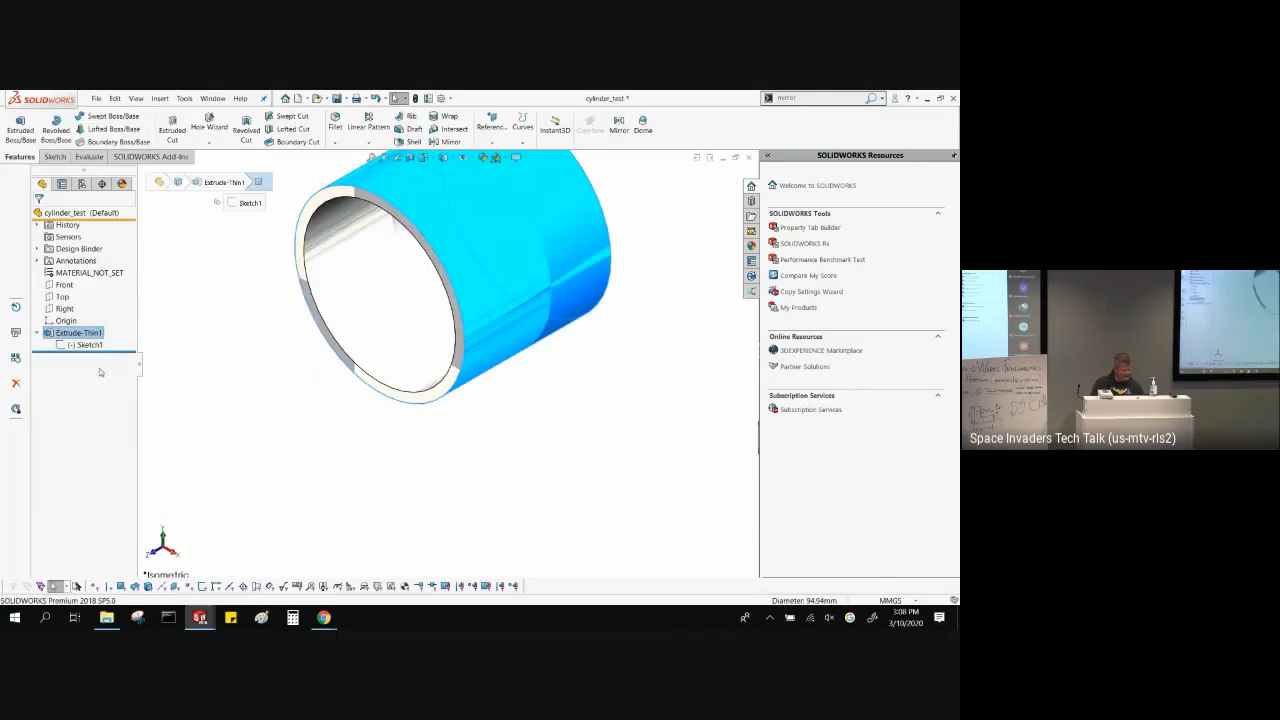 SOLIDWORKS
File
Edit
View
Insert
Tools
Window
Help
cylinder_test *
mirror
Extruded Boss/Base
Revolved Boss/Base
Swept Boss/Base
Lofted Boss/Base
Boundary Boss/Base
Extruded Cut
Hole Wizard
Revolved Cut
Swept Cut
Lofted Cut
Boundary Cut
Fillet
Linear Pattern
Rib
Draft
Shell
Wrap
Intersect
Mirror
Referenc...
Curves
Instant3D
Combine
Mirror
Dome
Features
Sketch
Evaluate
SOLIDWORKS Add-Ins
Extrude-Thin1
Sketch1
cylinder_test (Default)
History
Sensors
Design Binder
Annotations
MATERIAL_NOT_SET
Front
Top
Right
Origin
Extrude-Thin1
(-) Sketch1
Y
Z
X
*Isometric
SOLIDWORKS Resources
Welcome to SOLIDWORKS
SOLIDWORKS Tools
Property Tab Builder
SOLIDWORKS Rx
Performance Benchmark Test
Compare My Score
Copy Settings Wizard
My Products
Online Resources
3DEXPERIENCE Marketplace
Partner Solutions
Subscription Services
Subscription Services
SOLIDWORKS Premium 2018 SP5.0
Diameter: 94.94mm
MMGS
3:08 PM
3/10/2020
Space Invaders Tech Talk (us-mtv-rls2)